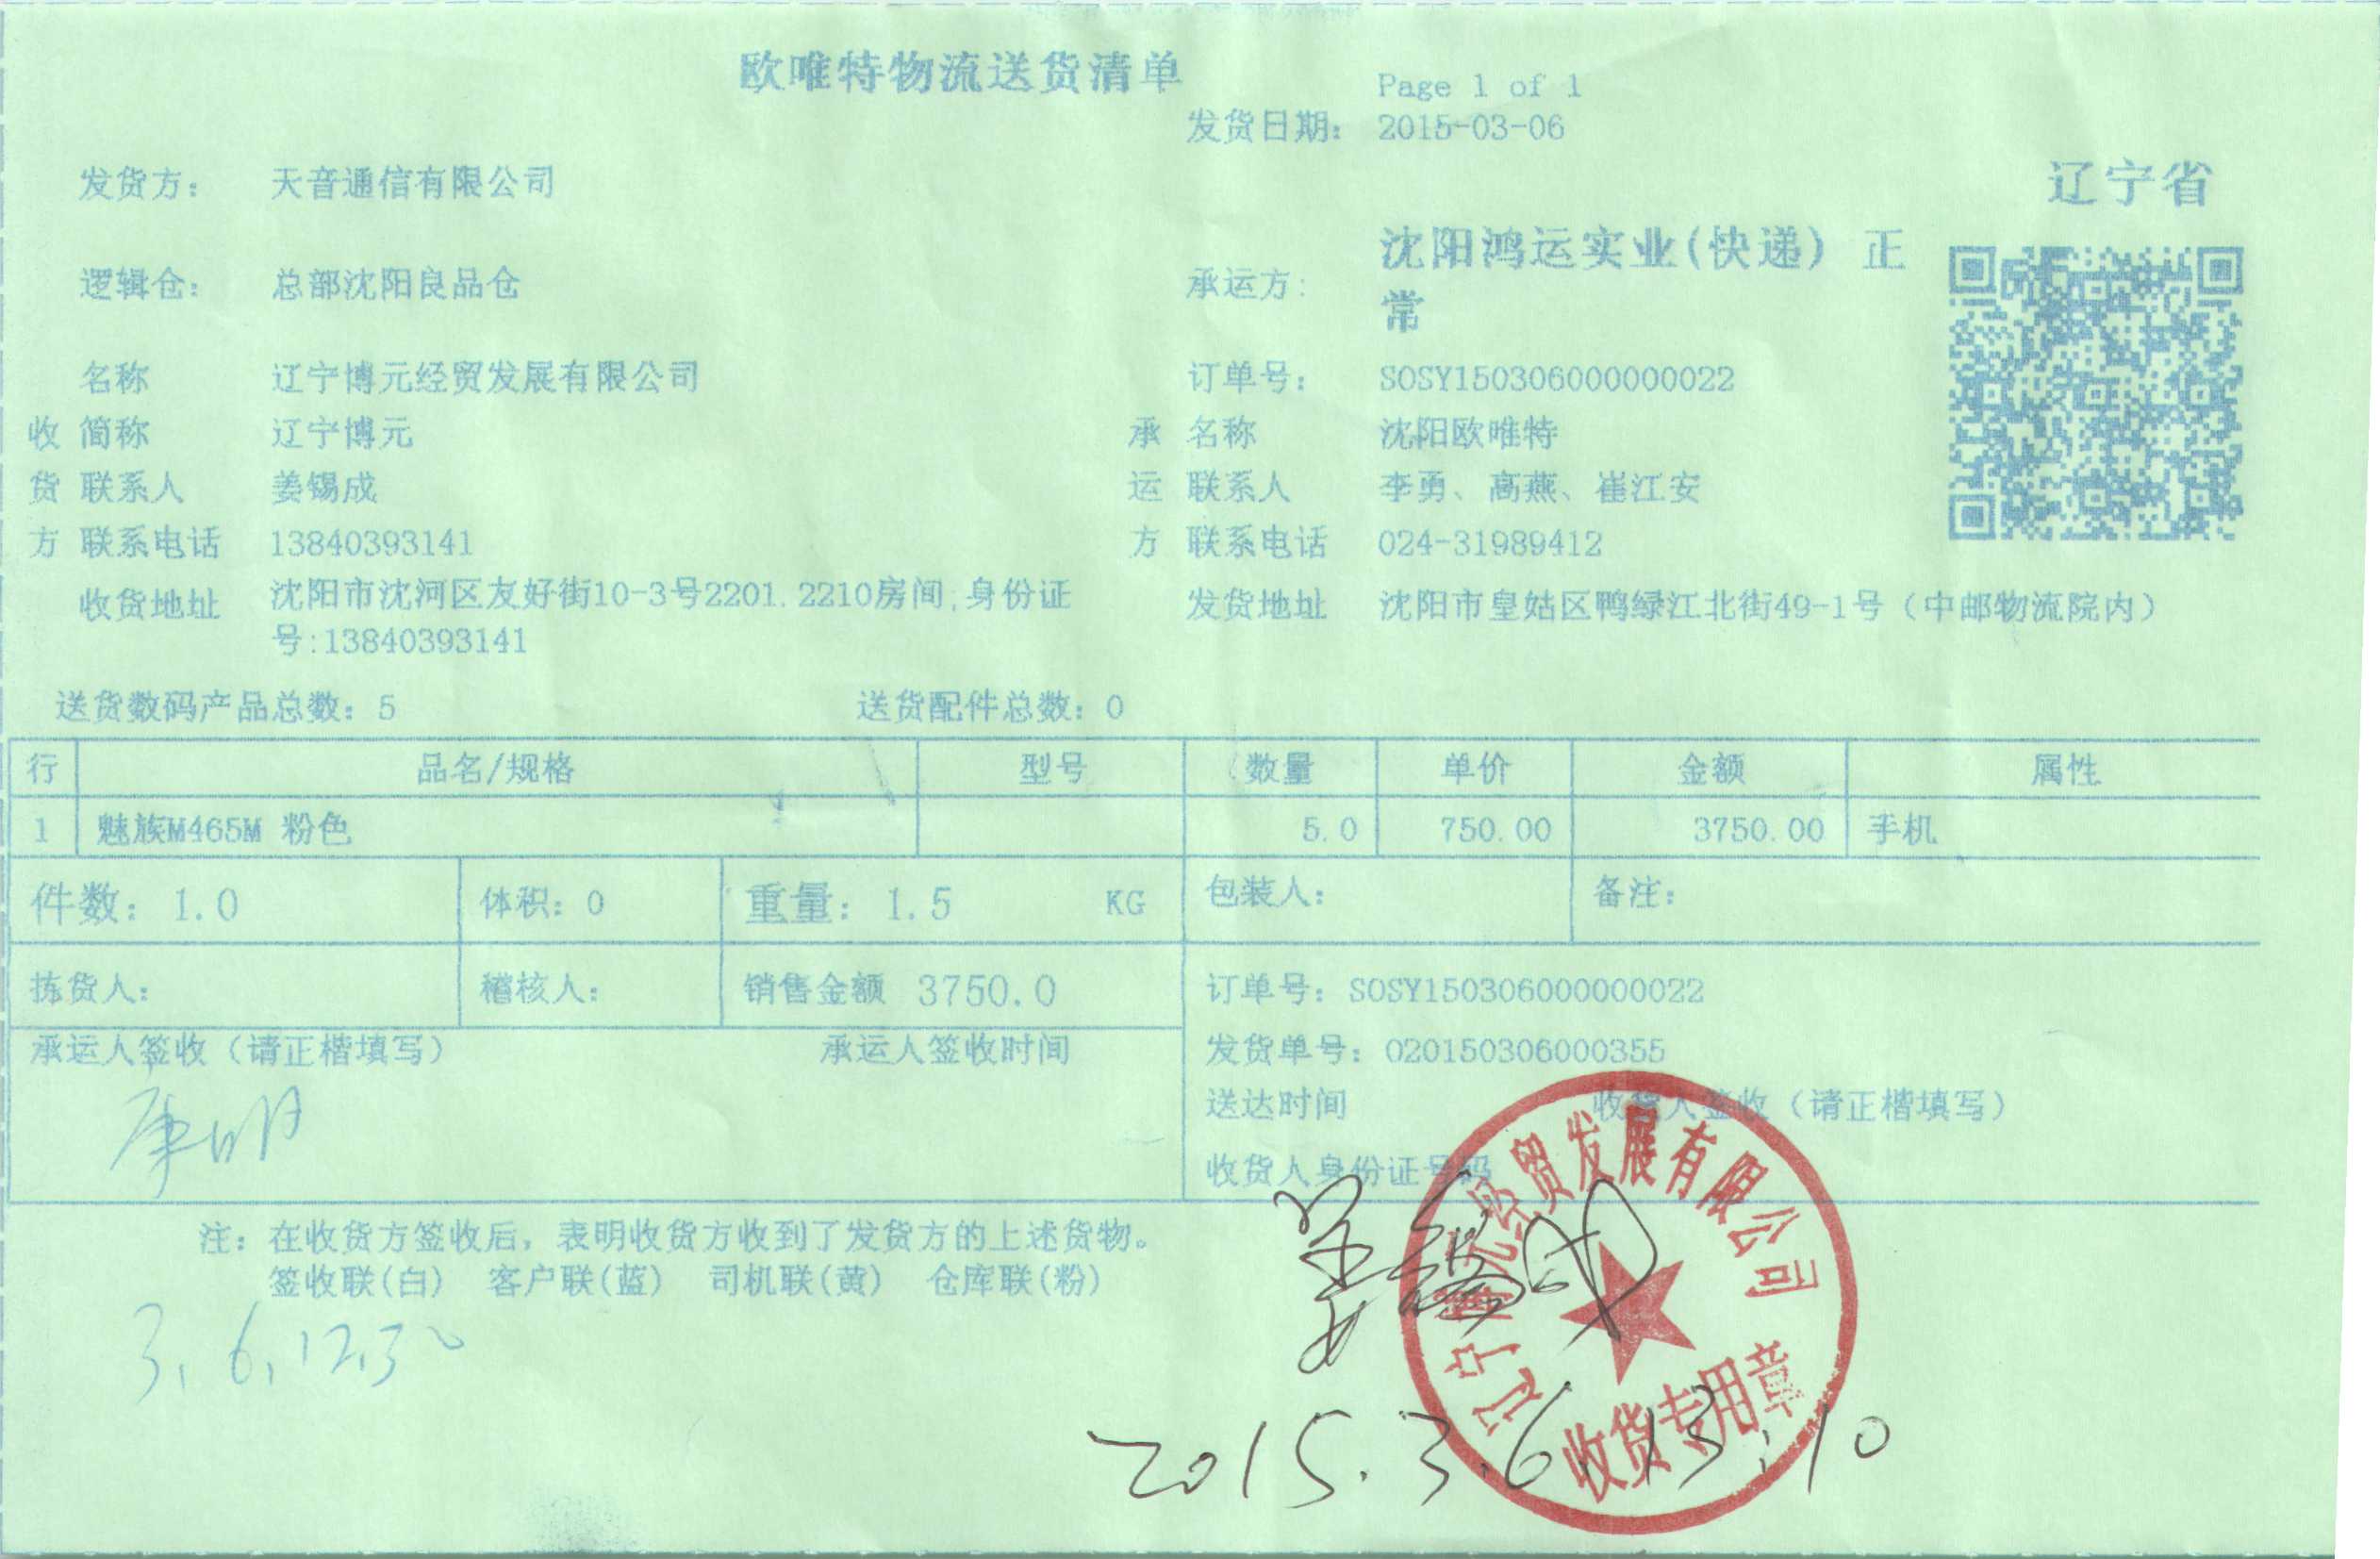 欧唯特物流送货清单
Page 1 of 1
发货日期: 2015-03-06
发货方: 天音通信有限公司
辽宁省
逻辑仓: 总部沈阳良品仓
承运方: 沈阳鸿运实业(快递) 正
常
名称 辽宁博元经贸发展有限公司
订单号: SOSY150306000000022
收 简称 辽宁博元
承 名称 沈阳欧唯特
货 联系人 姜锡成
运 联系人 李勇、高燕、崔江安
方 联系电话 13840393141
方 联系电话 024-31989412
收货地址 沈阳市沈河区友好街10-3号2201.2210房间;身份证
号:13840393141
发货地址 沈阳市皇姑区鸭绿江北街49-1号（中邮物流院内）
送货数码产品总数: 5 送货配件总数: 0
行 品名/规格 型号 数量 单价 金额 属性
1 魅族M465M 粉色 5.0 750.00 3750.00 手机
件数: 1.0 体积: 0 重量: 1.5 KG 包装人: 备注:
拣货人: 稽核人: 销售金额 3750.0 订单号: SOSY150306000000022
承运人签收（请正楷填写） 承运人签收时间
发货单号: 020150306000355
送达时间 收货人签收（请正楷填写）
收货人身份证号码
康明
注: 在收货方签收后，表明收货方收到了发货方的上述货物。
签收联(白) 客户联(蓝) 司机联(黄) 仓库联(粉)
3.6.12.30
姜锡成
2015.3.6.13:10
辽宁博元经贸发展有限公司
收货专用章